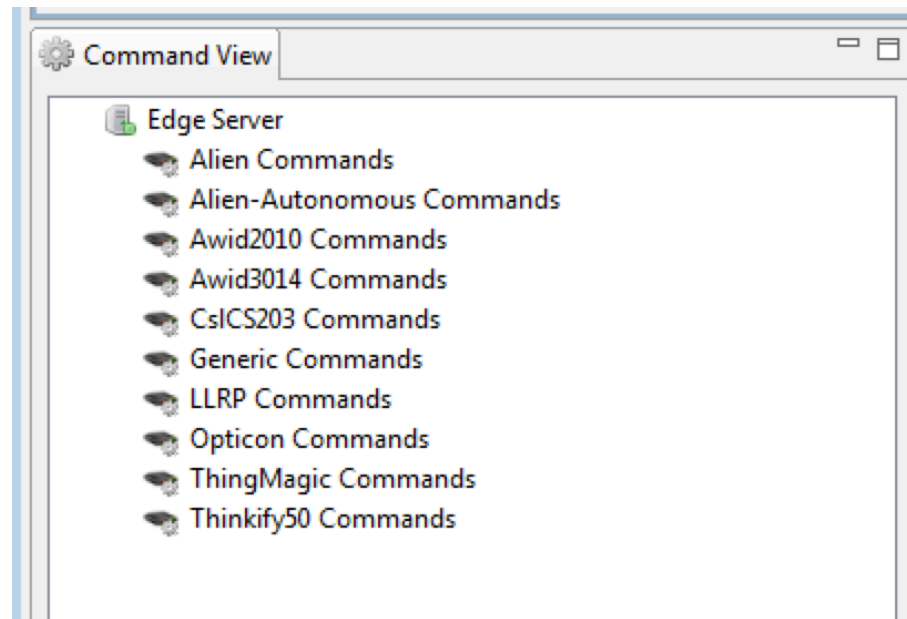 Command View
Edge Server
Alien Commands
Alien-Autonomous Commands
Awid2010 Commands
Awid3014 Commands
CslCS203 Commands
Generic Commands
LLRP Commands
Opticon Commands
ThingMagic Commands
Thinkify50 Commands